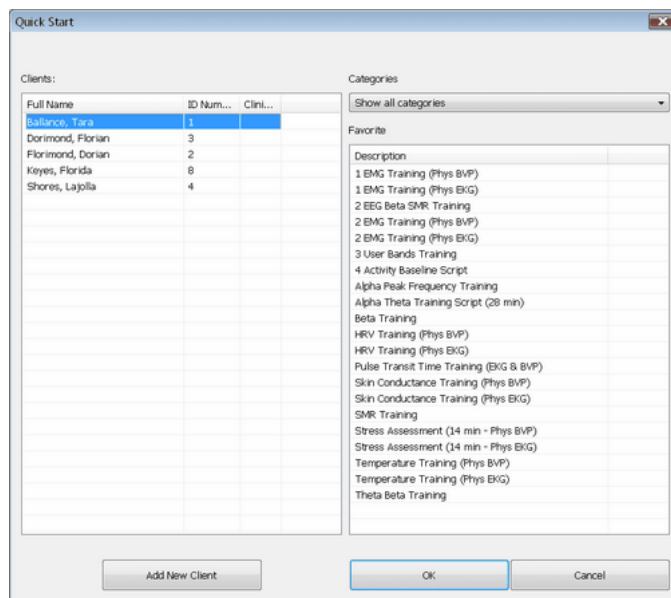 Quick Start
Clients:
Full Name ID Num... Clini...
Ballance, Tara 1
Dorimond, Florian 3
Florimond, Dorian 2
Keyes, Florida 8
Shores, Lajolla 4
Add New Client
Categories
Show all categories
Favorite
Description
1 EMG Training (Phys BVP)
1 EMG Training (Phys EKG)
2 EEG Beta SMR Training
2 EMG Training (Phys BVP)
2 EMG Training (Phys EKG)
3 User Bands Training
4 Activity Baseline Script
Alpha Peak Frequency Training
Alpha Theta Training Script (28 min)
Beta Training
HRV Training (Phys BVP)
HRV Training (Phys EKG)
Pulse Transit Time Training (EKG & BVP)
Skin Conductance Training (Phys BVP)
Skin Conductance Training (Phys EKG)
SMR Training
Stress Assessment (14 min - Phys BVP)
Stress Assessment (14 min - Phys EKG)
Temperature Training (Phys BVP)
Temperature Training (Phys EKG)
Theta Beta Training
OK
Cancel